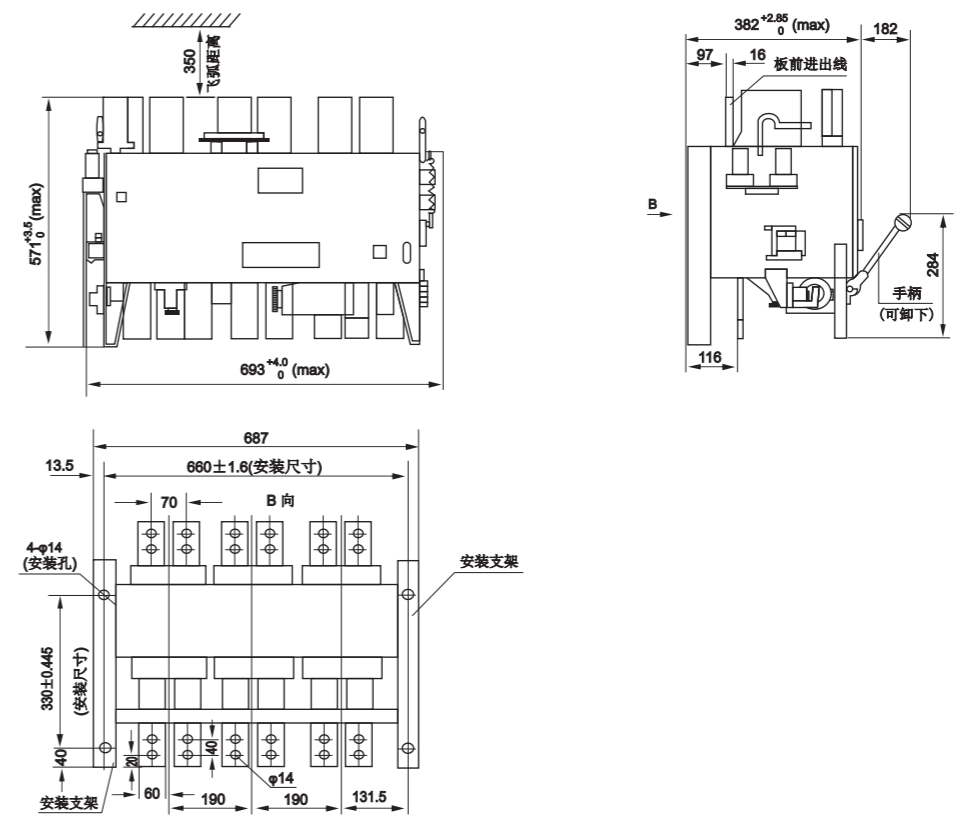 350
飞弧距离
571 +3.5 0 (max)
693 +4.0 0 (max)
382 +2.85 0 (max)
182
97
16
板前进出线
B
284
手柄
(可卸下)
116
687
13.5
660±1.6(安装尺寸)
70
B 向
4-φ14
(安装孔)
安装支架
330±0.445
(安装尺寸)
40
20
40
φ14
60
190
190
131.5
安装支架